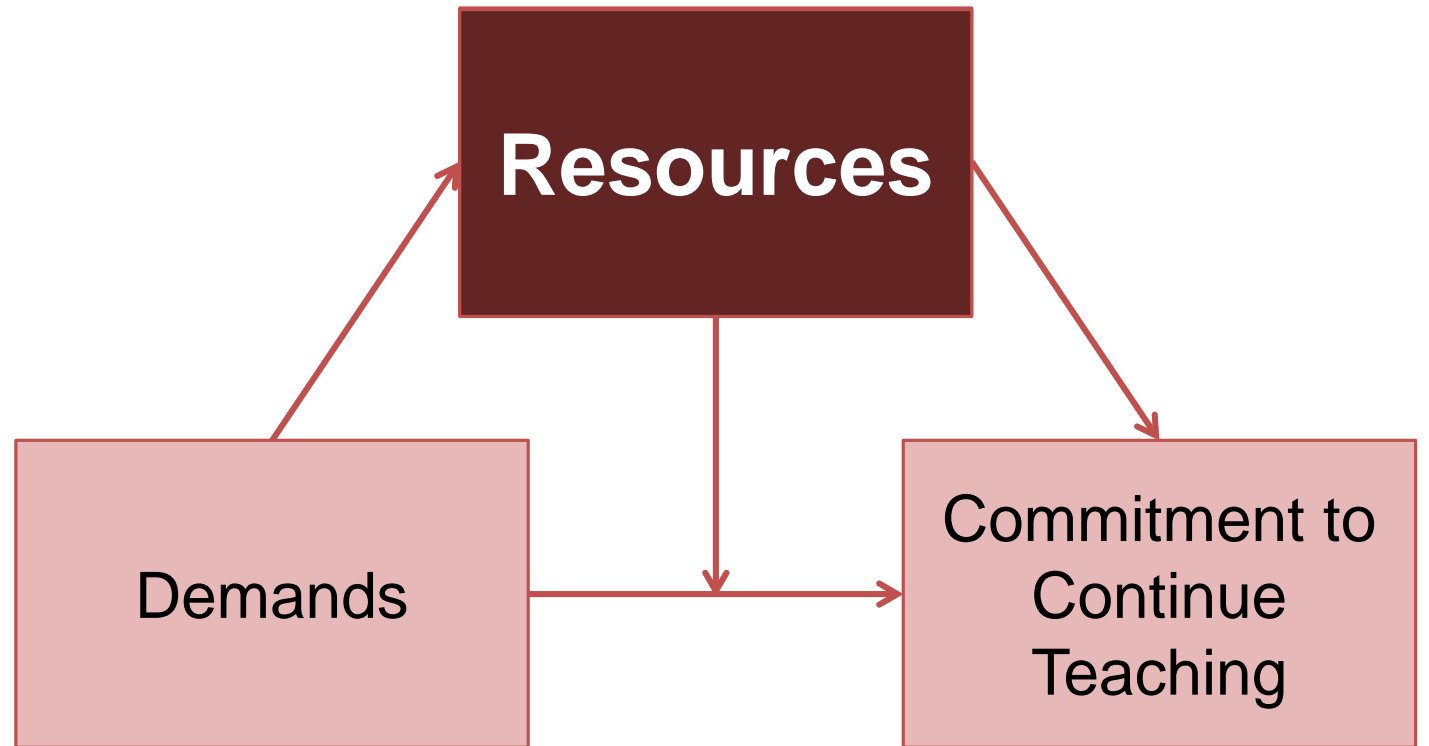 Resources
Demands
Commitment to
Continue
Teaching